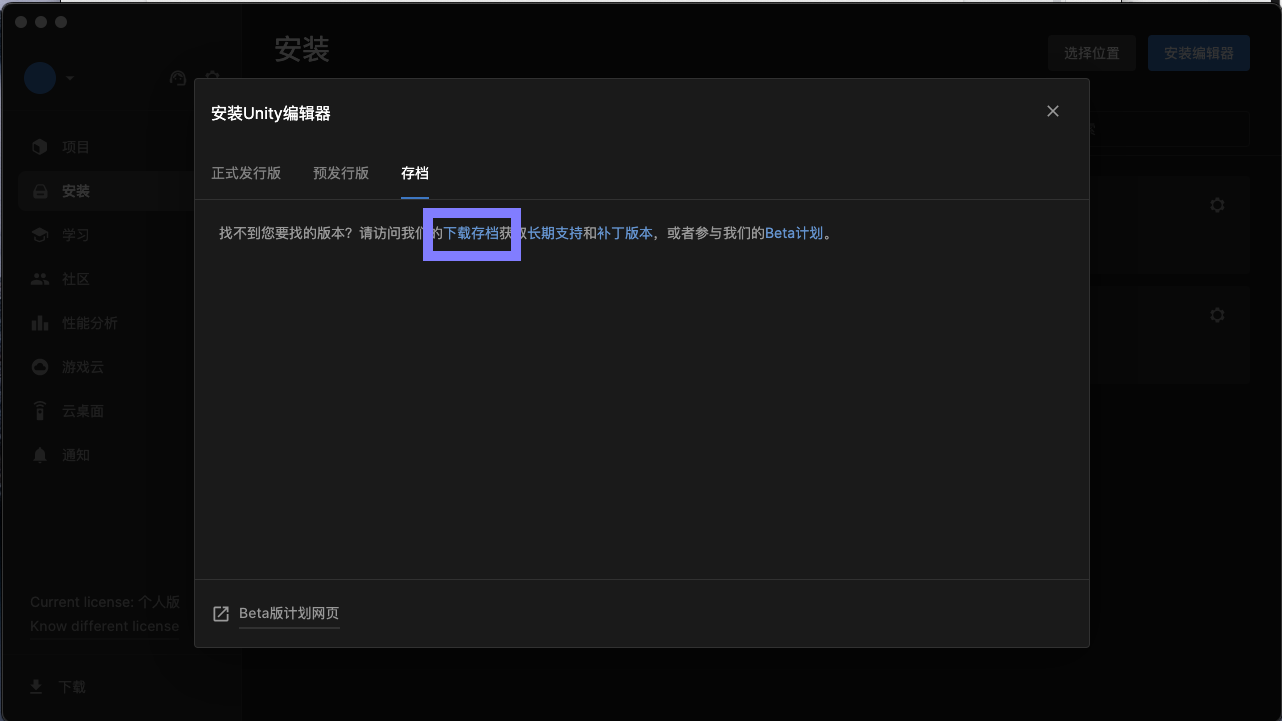 安装
选择位置
安装编辑器
安装Unity编辑器
正式发行版
预发行版
存档
找不到您要找的版本？请访问我们的下载存档获取长期支持和补丁版本，或者参与我们的Beta计划。
项目
安装
学习
社区
性能分析
游戏云
云桌面
通知
Beta版计划网页
Current license: 个人版
Know different license
下载